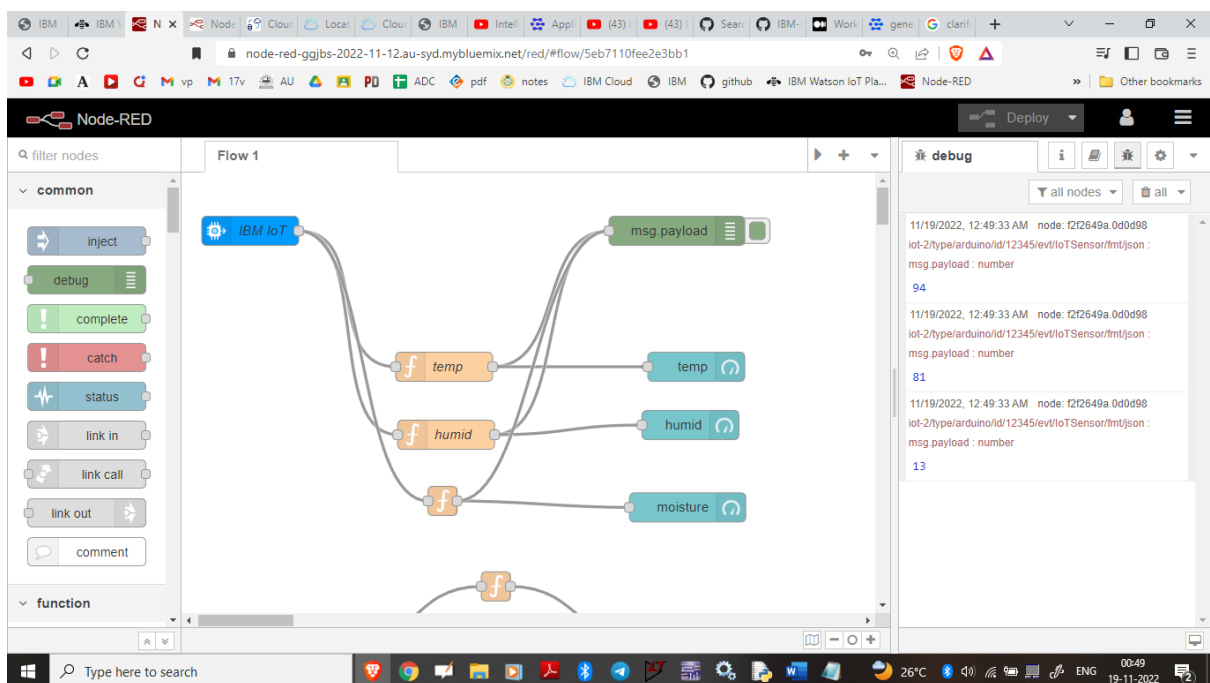 IBM
IBM W
N
Node
Clouc
Locat
Clouc
IBM
Intell
Appli
(43)
(43)
Searc
IBM-
Work
gene
clarif
node-red-ggjbs-2022-11-12.au-syd.mybluemix.net/red/#flow/5eb7110fee2e3bb1
vp
17v
AU
PD
ADC
pdf
notes
IBM Cloud
IBM
github
IBM Watson IoT Pla...
Node-RED
»
Other bookmarks
Node-RED
Deploy
filter nodes
Flow 1
debug
common
all nodes
all
inject
debug
complete
catch
status
link in
link call
link out
comment
function
IBM IoT
msg.payload
temp
temp
humid
humid
moisture
11/19/2022, 12:49:33 AM node: f2f2649a.0d0d98
iot-2/type/arduino/id/12345/evt/IoTSensor/fmt/json :
msg.payload : number
94
11/19/2022, 12:49:33 AM node: f2f2649a.0d0d98
iot-2/type/arduino/id/12345/evt/IoTSensor/fmt/json :
msg.payload : number
81
11/19/2022, 12:49:33 AM node: f2f2649a.0d0d98
iot-2/type/arduino/id/12345/evt/IoTSensor/fmt/json :
msg.payload : number
13
Type here to search
26°C
ENG
00:49
19-11-2022
2